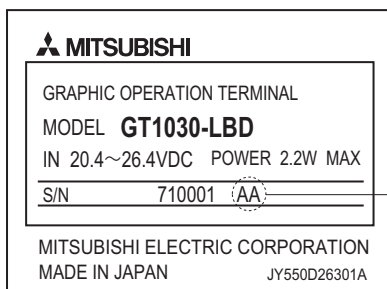 MITSUBISHI
GRAPHIC OPERATION TERMINAL
MODEL GT1030-LBD
IN 20.4~26.4VDC POWER 2.2W MAX
S/N 710001 AA
MITSUBISHI ELECTRIC CORPORATION
MADE IN JAPAN JY550D26301A